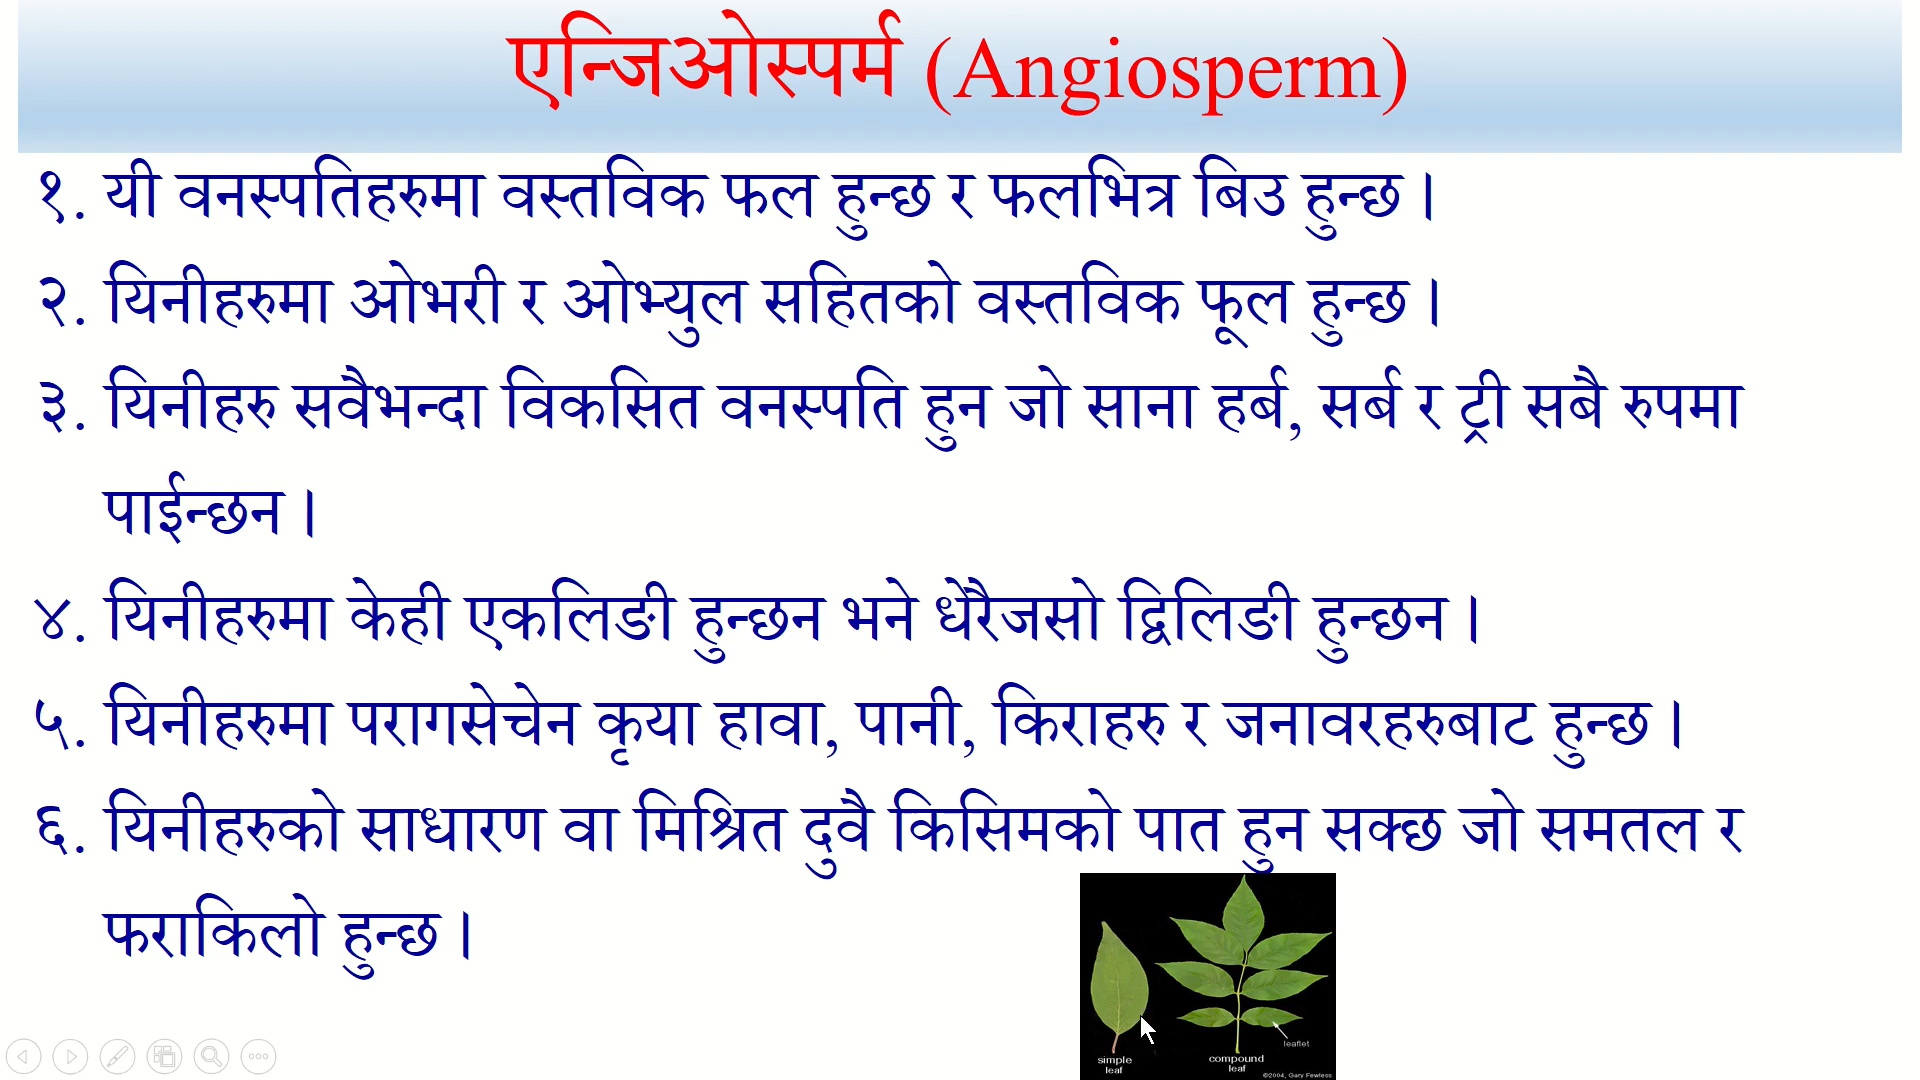 एन्जिओस्पर्म (Angiosperm)
१. यी वनस्पतिहरुमा वस्तविक फल हुन्छ र फलभित्र बिउ हुन्छ।
२. यिनीहरुमा ओभरी र ओभ्युल सहितको वस्तविक फूल हुन्छ।
३. यिनीहरु सवैभन्दा विकसित वनस्पति हुन जो साना हर्ब, सर्ब र ट्री सबै रुपमा
पाईन्छन।
४. यिनीहरुमा केही एकलिङी हुन्छन भने धेरैजसो द्विलिङी हुन्छन।
५. यिनीहरुमा परागसेचेन कृया हावा, पानी, किराहरु र जनावरहरुबाट हुन्छ।
६. यिनीहरुको साधारण वा मिश्रित दुवै किसिमको पात हुन सक्छ जो समतल र
फराकिलो हुन्छ।
leaflet
simple
leaf
compound
leaf
©2004, Gary Fewless